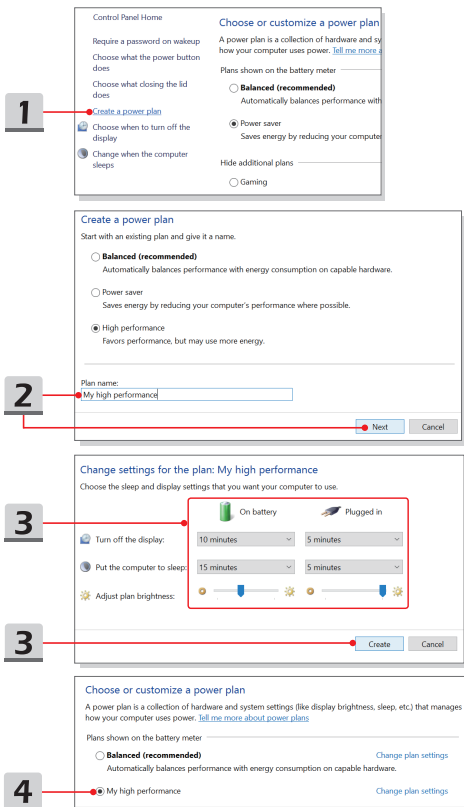 Control Panel Home
Require a password on wakeup
Choose what the power button
does
Choose what closing the lid
does
1
Create a power plan
Choose when to turn off the
display
Change when the computer
sleeps
Choose or customize a power plan
A power plan is a collection of hardware and sy
how your computer uses power. Tell me more a
Plans shown on the battery meter
Balanced (recommended)
Automatically balances performance with
Power saver
Saves energy by reducing your computer
Hide additional plans
Gaming
Create a power plan
Start with an existing plan and give it a name.
Balanced (recommended)
Automatically balances performance with energy consumption on capable hardware.
Power saver
Saves energy by reducing your computer's performance where possible.
High performance
Favors performance, but may use more energy.
2
Plan name:
My high performance
Next Cancel
Change settings for the plan: My high performance
Choose the sleep and display settings that you want your computer to use.
On battery Plugged in
3
Turn off the display: 10 minutes 5 minutes
Put the computer to sleep: 15 minutes 5 minutes
Adjust plan brightness:
3
Create Cancel
Choose or customize a power plan
A power plan is a collection of hardware and system settings (like display brightness, sleep, etc.) that manages
how your computer uses power. Tell me more about power plans
Plans shown on the battery meter
Balanced (recommended) Change plan settings
Automatically balances performance with energy consumption on capable hardware.
4
My high performance Change plan settings